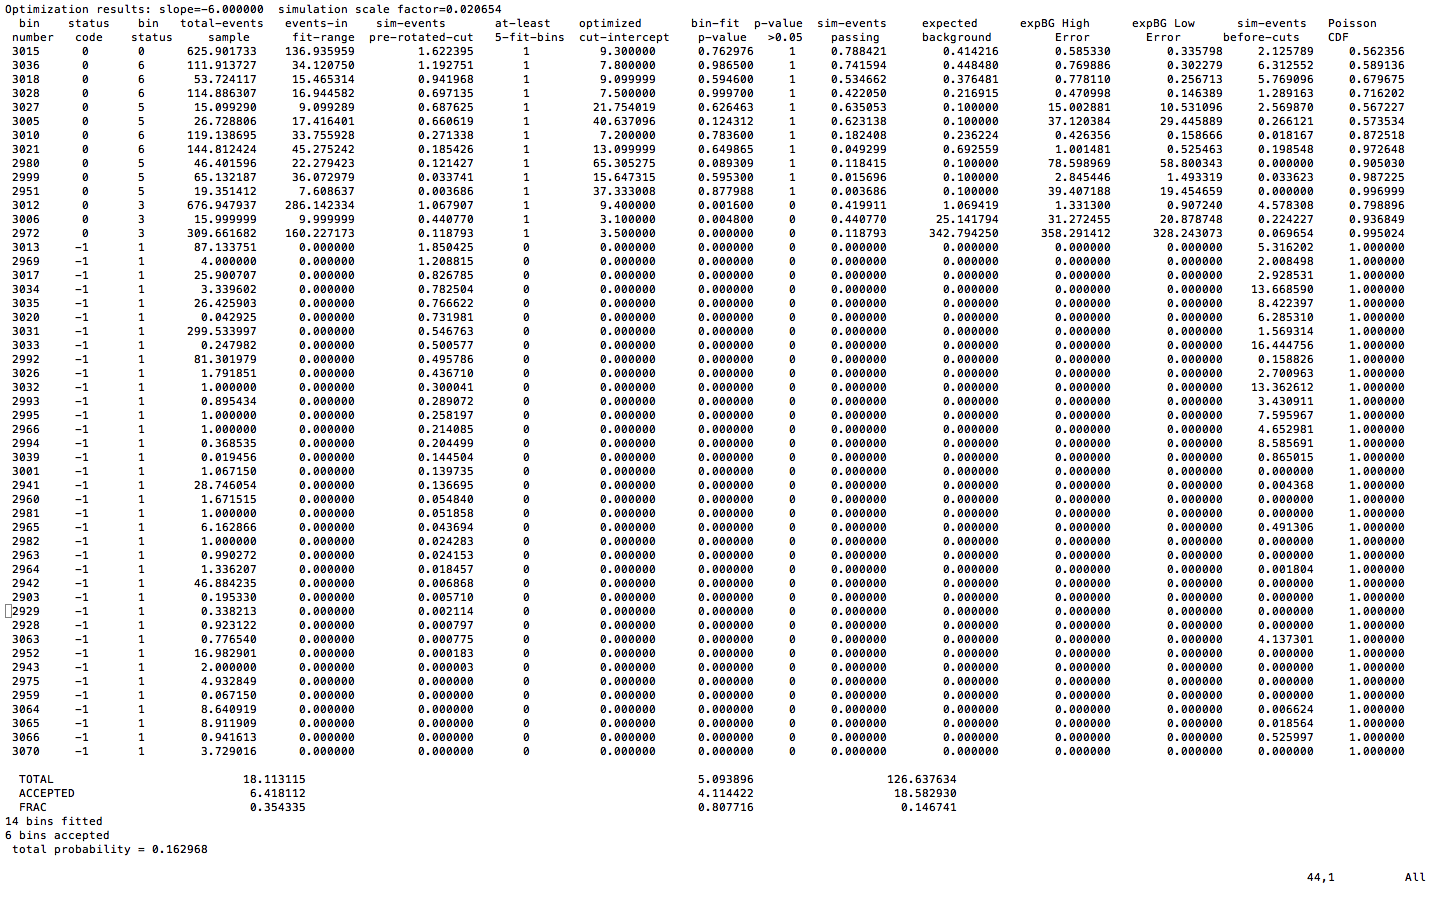 Optimization results: slope=-6.000000  simulation scale factor=0.020654
bin status bin total-events events-in sim-events at-least optimized bin-fit p-value sim-events expected expBG High expBG Low sim-events Poisson
number code status sample fit-range pre-rotated-cut 5-fit-bins cut-intercept p-value >0.05 passing background Error Error before-cuts CDF
3015 0 0 625.901733 136.935959 1.622395 1 9.300000 0.762976 1 0.788421 0.414216 0.585330 0.335798 2.125789 0.562356
3036 0 6 111.913727 34.120750 1.192751 1 7.800000 0.986500 1 0.741594 0.448480 0.769886 0.302279 6.312552 0.589136
3018 0 6 53.724117 15.465314 0.941968 1 9.099999 0.594600 1 0.534662 0.376481 0.778110 0.256713 5.769096 0.679675
3028 0 6 114.886307 16.944582 0.697135 1 7.500000 0.999700 1 0.422050 0.216915 0.470998 0.146389 1.289163 0.716202
3027 0 5 15.099290 9.099289 0.687625 1 21.754019 0.626463 1 0.635053 0.100000 15.002881 10.531096 2.569870 0.567227
3005 0 5 26.728806 17.416401 0.660619 1 40.637096 0.124312 1 0.623138 0.100000 37.120384 29.445889 0.266121 0.573534
3010 0 6 119.138695 33.755928 0.271338 1 7.200000 0.783600 1 0.182408 0.236224 0.426356 0.158666 0.018167 0.872518
3021 0 6 144.812424 45.275242 0.185426 1 13.099999 0.649865 1 0.049299 0.692559 1.001481 0.525463 0.198548 0.972648
2980 0 5 46.401596 22.279423 0.121427 1 65.305275 0.089309 1 0.118415 0.100000 78.598969 58.800343 0.000000 0.905030
2999 0 5 65.132187 36.072979 0.033741 1 15.647315 0.595300 1 0.015696 0.100000 2.845446 1.493319 0.033623 0.987225
2951 0 5 19.351412 7.608637 0.003686 1 37.333008 0.877988 1 0.003686 0.100000 39.407188 19.454659 0.000000 0.996999
3012 0 3 676.947937 286.142334 1.067907 1 9.400000 0.001600 0 0.419911 1.069419 1.331300 0.907240 4.578308 0.798896
3006 0 3 15.999999 9.999999 0.440770 1 3.100000 0.004800 0 0.440770 25.141794 31.272455 20.878748 0.224227 0.936849
2972 0 3 309.661682 160.227173 0.118793 1 3.500000 0.000000 0 0.118793 342.794250 358.291412 328.243073 0.069654 0.995024
3013 -1 1 87.133751 0.000000 1.850425 0 0.000000 0.000000 0 0.000000 0.000000 0.000000 0.000000 5.316202 1.000000
2969 -1 1 4.000000 0.000000 1.208815 0 0.000000 0.000000 0 0.000000 0.000000 0.000000 0.000000 2.008498 1.000000
3017 -1 1 25.900707 0.000000 0.826785 0 0.000000 0.000000 0 0.000000 0.000000 0.000000 0.000000 2.928531 1.000000
3034 -1 1 3.339602 0.000000 0.782504 0 0.000000 0.000000 0 0.000000 0.000000 0.000000 0.000000 13.668590 1.000000
3035 -1 1 26.425903 0.000000 0.766622 0 0.000000 0.000000 0 0.000000 0.000000 0.000000 0.000000 8.422397 1.000000
3020 -1 1 0.042925 0.000000 0.731981 0 0.000000 0.000000 0 0.000000 0.000000 0.000000 0.000000 6.285310 1.000000
3031 -1 1 299.533997 0.000000 0.546763 0 0.000000 0.000000 0 0.000000 0.000000 0.000000 0.000000 1.569314 1.000000
3033 -1 1 0.247982 0.000000 0.500577 0 0.000000 0.000000 0 0.000000 0.000000 0.000000 0.000000 16.444756 1.000000
2992 -1 1 81.301979 0.000000 0.495786 0 0.000000 0.000000 0 0.000000 0.000000 0.000000 0.000000 0.158826 1.000000
3026 -1 1 1.791851 0.000000 0.436710 0 0.000000 0.000000 0 0.000000 0.000000 0.000000 0.000000 2.700963 1.000000
3032 -1 1 1.000000 0.000000 0.300041 0 0.000000 0.000000 0 0.000000 0.000000 0.000000 0.000000 13.362612 1.000000
2993 -1 1 0.895434 0.000000 0.289072 0 0.000000 0.000000 0 0.000000 0.000000 0.000000 0.000000 3.430911 1.000000
2995 -1 1 1.000000 0.000000 0.258197 0 0.000000 0.000000 0 0.000000 0.000000 0.000000 0.000000 7.595967 1.000000
2966 -1 1 1.000000 0.000000 0.214085 0 0.000000 0.000000 0 0.000000 0.000000 0.000000 0.000000 4.652981 1.000000
2994 -1 1 0.368535 0.000000 0.204499 0 0.000000 0.000000 0 0.000000 0.000000 0.000000 0.000000 8.585691 1.000000
3039 -1 1 0.019456 0.000000 0.144504 0 0.000000 0.000000 0 0.000000 0.000000 0.000000 0.000000 0.865015 1.000000
3001 -1 1 1.067150 0.000000 0.139735 0 0.000000 0.000000 0 0.000000 0.000000 0.000000 0.000000 0.000000 1.000000
2941 -1 1 28.746054 0.000000 0.136695 0 0.000000 0.000000 0 0.000000 0.000000 0.000000 0.000000 0.004368 1.000000
2960 -1 1 1.671515 0.000000 0.054840 0 0.000000 0.000000 0 0.000000 0.000000 0.000000 0.000000 0.000000 1.000000
2981 -1 1 1.000000 0.000000 0.051858 0 0.000000 0.000000 0 0.000000 0.000000 0.000000 0.000000 0.000000 1.000000
2965 -1 1 6.162866 0.000000 0.043694 0 0.000000 0.000000 0 0.000000 0.000000 0.000000 0.000000 0.491306 1.000000
2982 -1 1 1.000000 0.000000 0.024283 0 0.000000 0.000000 0 0.000000 0.000000 0.000000 0.000000 0.000000 1.000000
2963 -1 1 0.990272 0.000000 0.024153 0 0.000000 0.000000 0 0.000000 0.000000 0.000000 0.000000 0.000000 1.000000
2964 -1 1 1.336207 0.000000 0.018457 0 0.000000 0.000000 0 0.000000 0.000000 0.000000 0.000000 0.001804 1.000000
2942 -1 1 46.884235 0.000000 0.006868 0 0.000000 0.000000 0 0.000000 0.000000 0.000000 0.000000 0.000000 1.000000
2903 -1 1 0.195330 0.000000 0.005710 0 0.000000 0.000000 0 0.000000 0.000000 0.000000 0.000000 0.000000 1.000000
2929 -1 1 0.338213 0.000000 0.002114 0 0.000000 0.000000 0 0.000000 0.000000 0.000000 0.000000 0.000000 1.000000
2928 -1 1 0.923122 0.000000 0.000797 0 0.000000 0.000000 0 0.000000 0.000000 0.000000 0.000000 0.000000 1.000000
3063 -1 1 0.776540 0.000000 0.000775 0 0.000000 0.000000 0 0.000000 0.000000 0.000000 0.000000 4.137301 1.000000
2952 -1 1 16.982901 0.000000 0.000183 0 0.000000 0.000000 0 0.000000 0.000000 0.000000 0.000000 0.000000 1.000000
2943 -1 1 2.000000 0.000000 0.000003 0 0.000000 0.000000 0 0.000000 0.000000 0.000000 0.000000 0.000000 1.000000
2975 -1 1 4.932849 0.000000 0.000000 0 0.000000 0.000000 0 0.000000 0.000000 0.000000 0.000000 0.000000 1.000000
2959 -1 1 0.067150 0.000000 0.000000 0 0.000000 0.000000 0 0.000000 0.000000 0.000000 0.000000 0.000000 1.000000
3064 -1 1 8.640919 0.000000 0.000000 0 0.000000 0.000000 0 0.000000 0.000000 0.000000 0.000000 0.006624 1.000000
3065 -1 1 8.911909 0.000000 0.000000 0 0.000000 0.000000 0 0.000000 0.000000 0.000000 0.000000 0.018564 1.000000
3066 -1 1 0.941613 0.000000 0.000000 0 0.000000 0.000000 0 0.000000 0.000000 0.000000 0.000000 0.525997 1.000000
3070 -1 1 3.729016 0.000000 0.000000 0 0.000000 0.000000 0 0.000000 0.000000 0.000000 0.000000 0.000000 1.000000
TOTAL 18.113115 5.093896 126.637634
ACCEPTED 6.418112 4.114422 18.582930
FRAC 0.354335 0.807716 0.146741
14 bins fitted
6 bins accepted
total probability = 0.162968
44,1 All